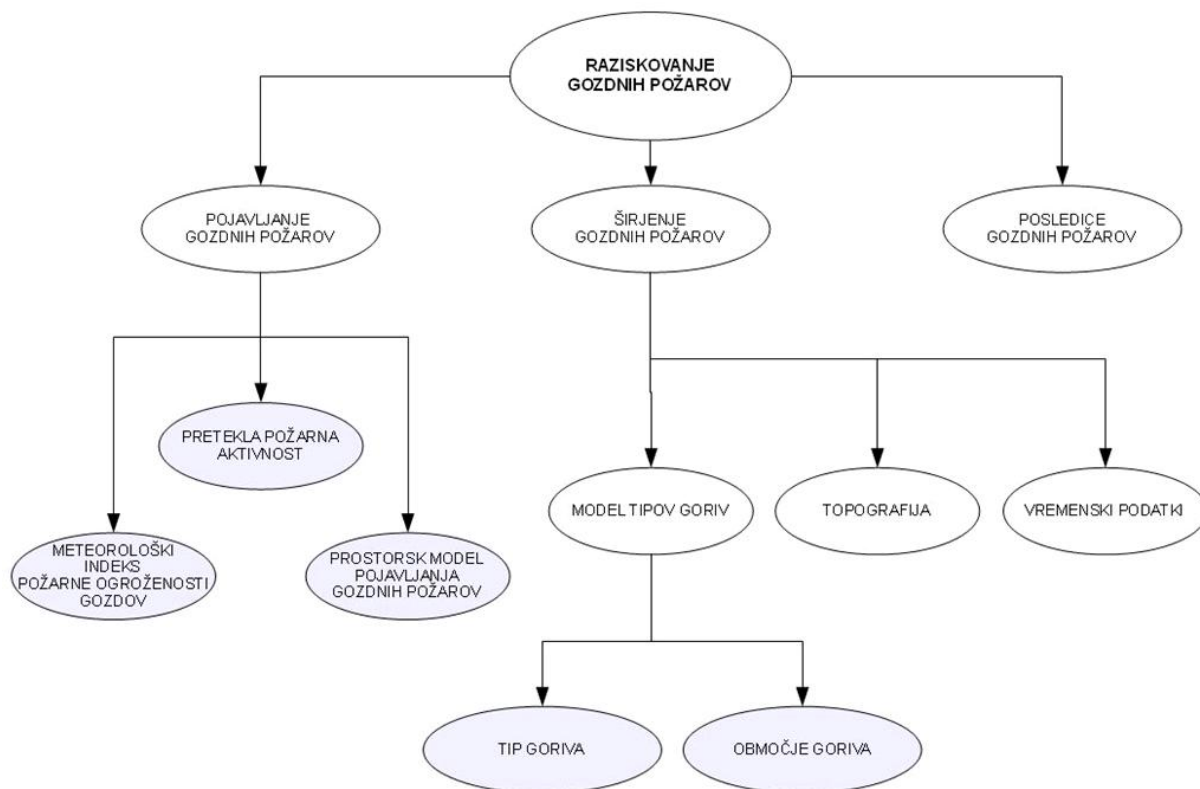 RAZISKOVANJE
GOZDNIH POŽAROV
POJAVLJANJE
GOZDNIH POŽAROV
ŠIRJENJE
GOZDNIH POŽAROV
POSLEDICE
GOZDNIH POŽAROV
PRETEKLA POŽARNA
AKTIVNOST
METEOROLOŠKI
INDEKS
POŽARNE OGROŽENOSTI
GOZDOV
PROSTORSK MODEL
POJAVLJANJA
GOZDNIH POŽAROV
MODEL TIPOV GORIV
TOPOGRAFIJA
VREMENSKI PODATKI
TIP GORIVA
OBMOČJE GORIVA